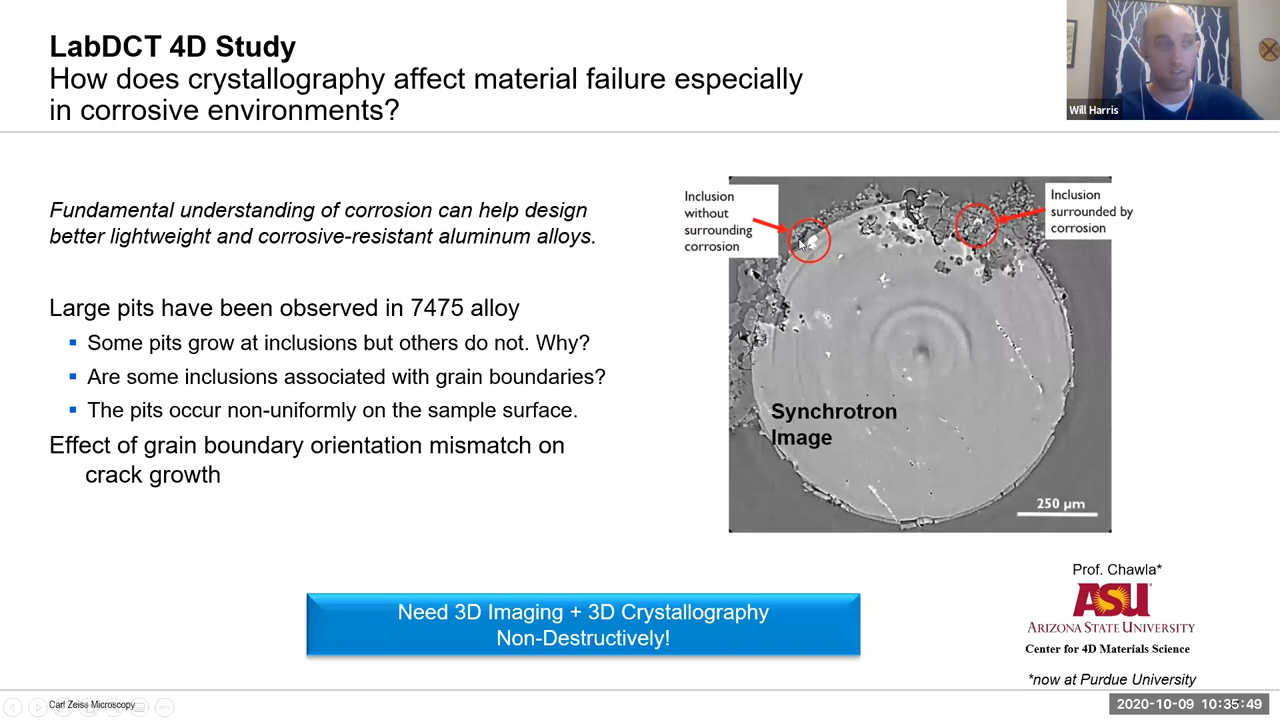 LabDCT 4D Study
How does crystallography affect material failure especially
in corrosive environments?
Will Harris
Fundamental understanding of corrosion can help design
better lightweight and corrosive-resistant aluminum alloys.
Large pits have been observed in 7475 alloy
Some pits grow at inclusions but others do not. Why?
Are some inclusions associated with grain boundaries?
The pits occur non-uniformly on the sample surface.
Effect of grain boundary orientation mismatch on
crack growth
Inclusion
without
surrounding
corrosion
Inclusion
surrounded by
corrosion
Synchrotron
Image
250 µm
Need 3D Imaging + 3D Crystallography
Non-Destructively!
Prof. Chawla*
ASU
ARIZONA STATE UNIVERSITY
Center for 4D Materials Science
*now at Purdue University
Carl Zeiss Microscopy
2020-10-09 10:35:49